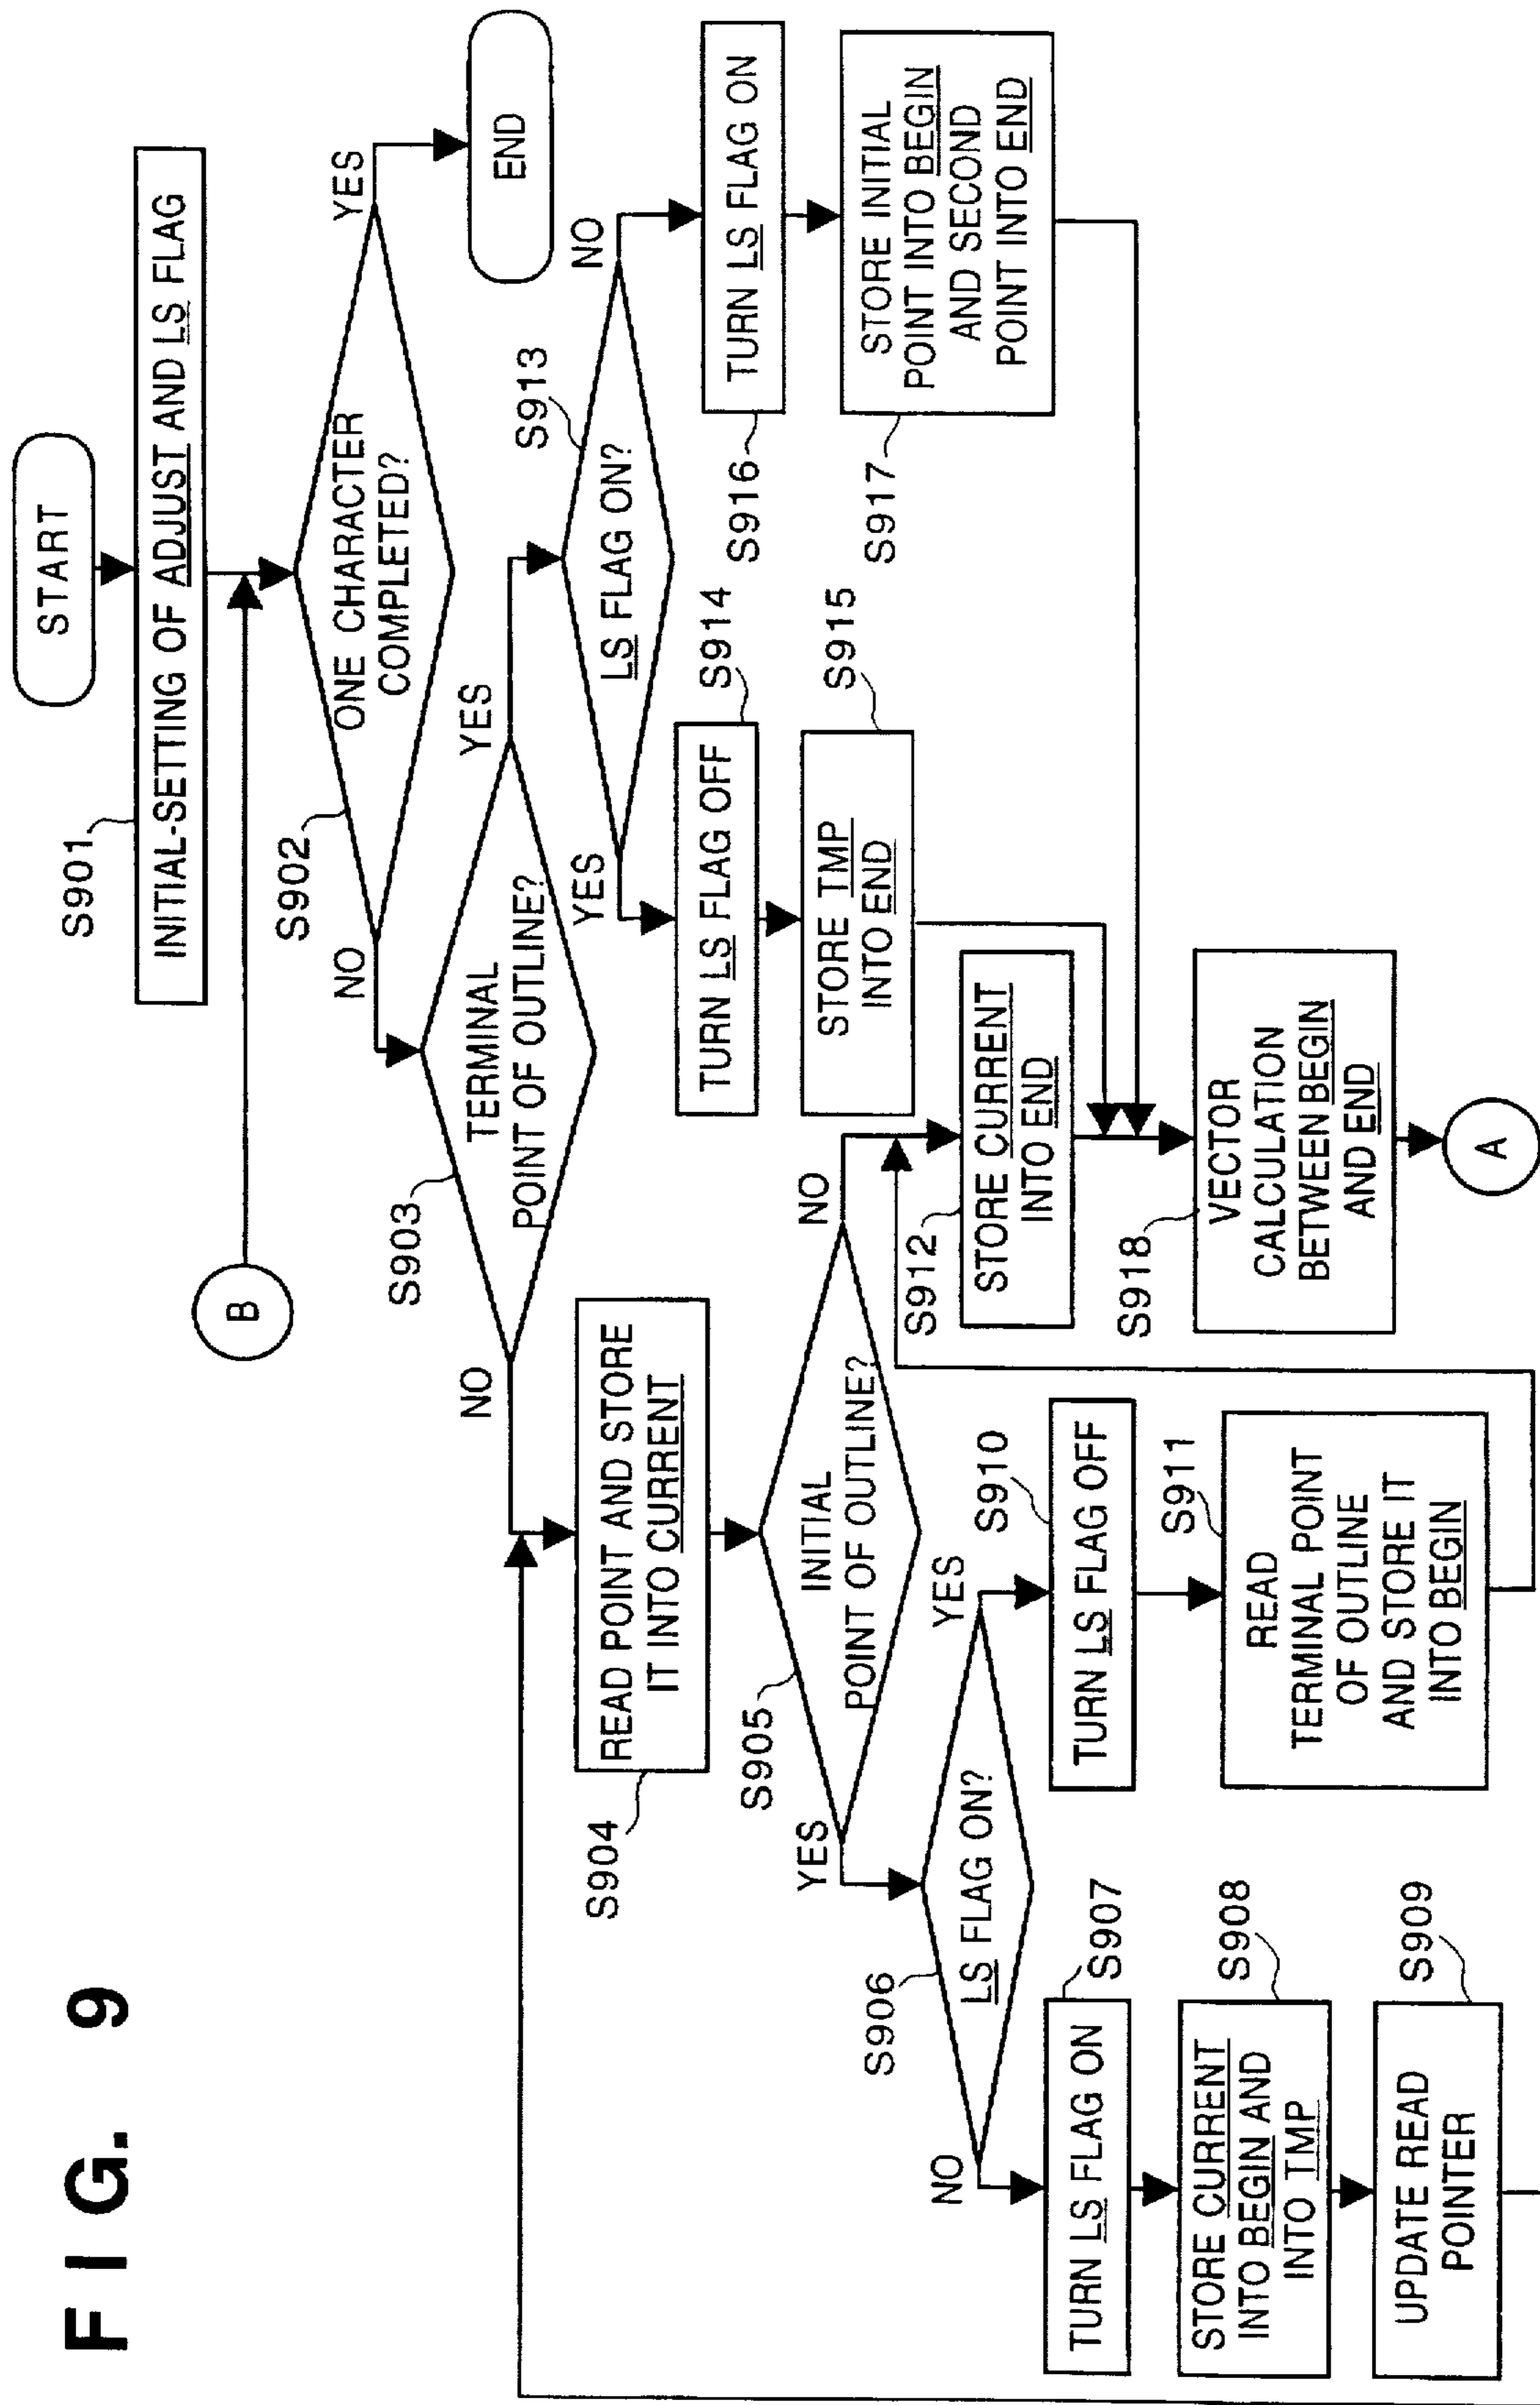 FIG. 9
START
S901
INITIAL-SETTING OF ADJUST AND LS FLAG
B
S902
ONE CHARACTER
COMPLETED?
NO
YES
END
S903
TERMINAL
POINT OF OUTLINE?
NO
YES
S904
READ POINT AND STORE
IT INTO CURRENT
S905
INITIAL
POINT OF OUTLINE?
YES
NO
S906
LS FLAG ON?
NO
YES
S907
TURN LS FLAG ON
S908
STORE CURRENT
INTO BEGIN AND
INTO TMP
S909
UPDATE READ
POINTER
S910
TURN LS FLAG OFF
S911
READ
TERMINAL POINT
OF OUTLINE
AND STORE IT
INTO BEGIN
S912
STORE CURRENT
INTO END
S913
LS FLAG ON?
YES
NO
S914
TURN LS FLAG OFF
S915
STORE TMP
INTO END
S916
TURN LS FLAG ON
S917
STORE INITIAL
POINT INTO BEGIN
AND SECOND
POINT INTO END
S918
VECTOR
CALCULATION
BETWEEN BEGIN
AND END
A